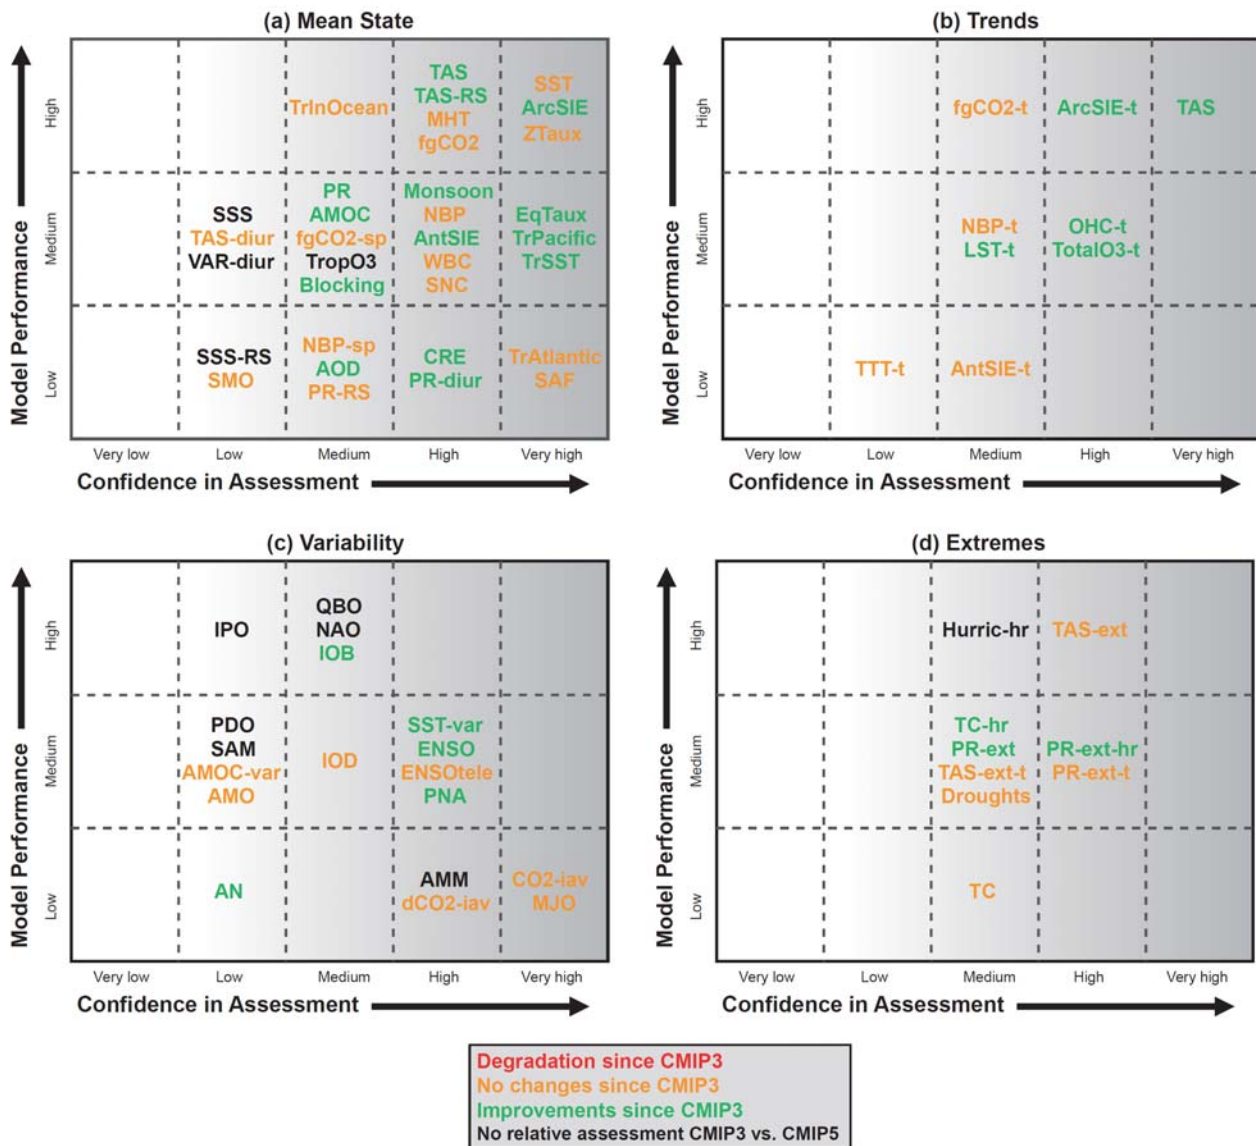 (a) Mean State
Model Performance
High
Medium
Low
TrInOcean
TAS
TAS-RS
MHT
fgCO2
SST
ArcSIE
ZTaux
SSS
TAS-diur
VAR-diur
PR
AMOC
fgCO2-sp
TropO3
Blocking
Monsoon
NBP
AntSIE
WBC
SNC
EqTaux
TrPacific
TrSST
SSS-RS
SMO
NBP-sp
AOD
PR-RS
CRE
PR-diur
TrAtlantic
SAF
Very low
Low
Medium
High
Very high
Confidence in Assessment
(b) Trends
Model Performance
High
Medium
Low
fgCO2-t
ArcSIE-t
TAS
NBP-t
LST-t
OHC-t
TotalO3-t
TTT-t
AntSIE-t
Very low
Low
Medium
High
Very high
Confidence in Assessment
(c) Variability
Model Performance
High
Medium
Low
IPO
QBO
NAO
IOB
PDO
SAM
AMOC-var
AMO
IOD
SST-var
ENSO
ENSOtele
PNA
AN
AMM
dCO2-iav
CO2-iav
MJO
Very low
Low
Medium
High
Very high
Confidence in Assessment
(d) Extremes
Model Performance
High
Medium
Low
Hurric-hr
TAS-ext
TC-hr
PR-ext
TAS-ext-t
Droughts
PR-ext-hr
PR-ext-t
TC
Very low
Low
Medium
High
Very high
Confidence in Assessment
Degradation since CMIP3
No changes since CMIP3
Improvements since CMIP3
No relative assessment CMIP3 vs. CMIP5